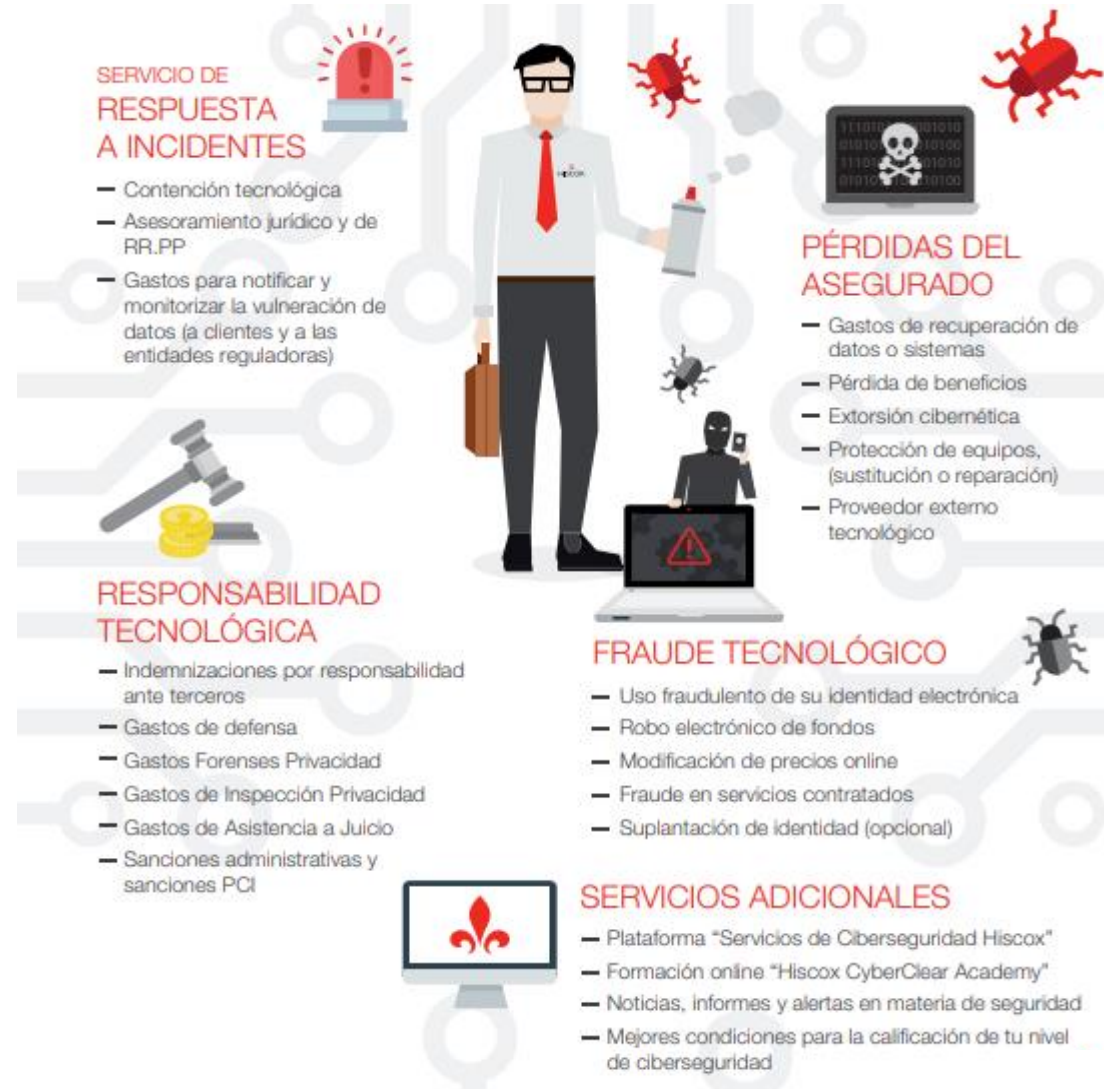 SERVICIO DE
RESPUESTA
A INCIDENTES
— Contención tecnológica
— Asesoramiento jurídico y de
RR.PP
— Gastos para notificar y
monitorizar la vulneración de
datos (a clientes y a las
entidades reguladoras)
HISCOX
PÉRDIDAS DEL
ASEGURADO
— Gastos de recuperación de
datos o sistemas
— Pérdida de beneficios
— Extorsión cibernética
— Protección de equipos,
(sustitución o reparación)
— Proveedor externo
tecnológico
RESPONSABILIDAD
TECNOLÓGICA
— Indemnizaciones por responsabilidad
ante terceros
— Gastos de defensa
— Gastos Forenses Privacidad
— Gastos de Inspección Privacidad
— Gastos de Asistencia a Juicio
— Sanciones administrativas y
sanciones PCI
FRAUDE TECNOLÓGICO
— Uso fraudulento de su identidad electrónica
— Robo electrónico de fondos
— Modificación de precios online
— Fraude en servicios contratados
— Suplantación de identidad (opcional)
SERVICIOS ADICIONALES
— Plataforma “Servicios de Ciberseguridad Hiscox”
— Formación online “Hiscox CyberClear Academy”
— Noticias, informes y alertas en materia de seguridad
— Mejores condiciones para la calificación de tu nivel
de ciberseguridad